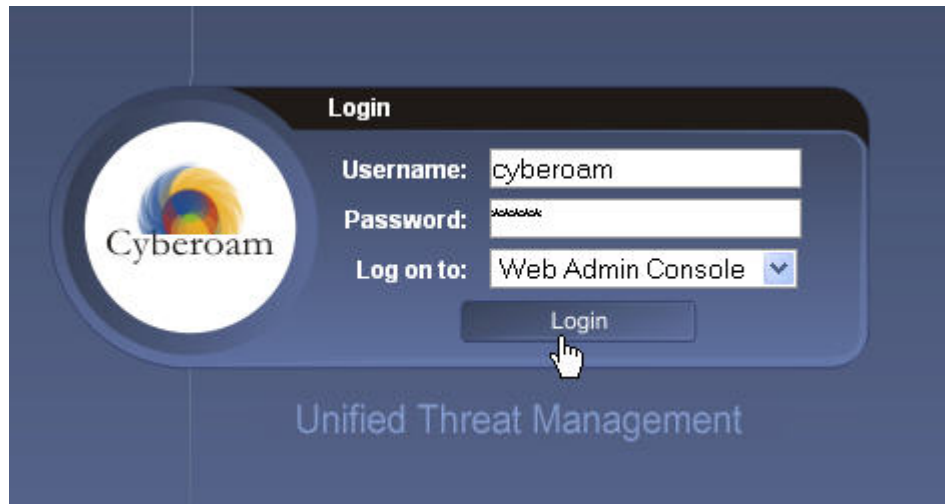 Login
Username: cyberoam
Password: ******
Log on to: Web Admin Console
Cyberoam
Login
Unified Threat Management